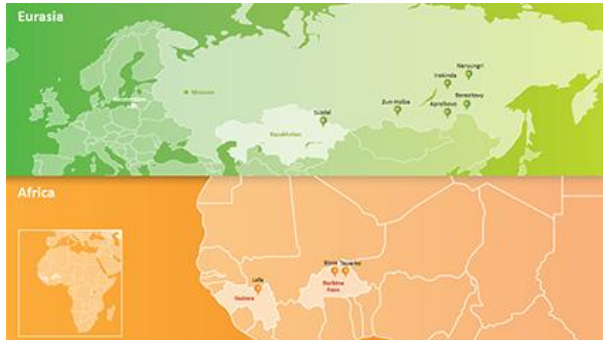 Eurasia
Neryungri
Irokinda
Berezitovy
Zun-Holba
Aprelkovo
Moscow
Suzdal
Kazakhstan
Africa
Bissa Taparko
Lefa
Guinea
Burkina
Faso